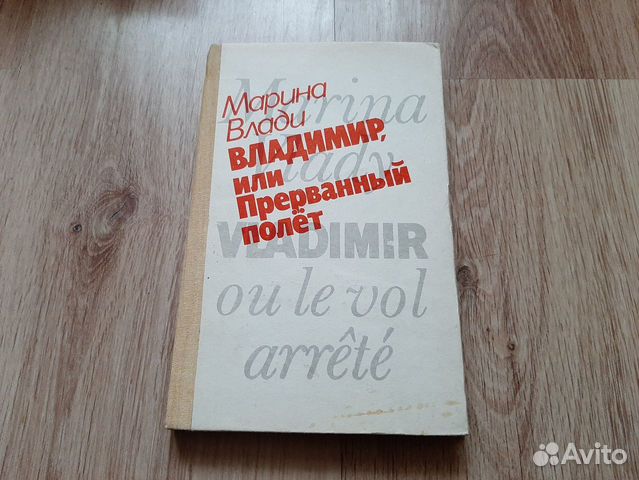 Марина
Влади
ВЛАДИМИР,
или
Прерванный
полёт
Marina
Vlady
VLADIMIR
ou le vol
arrêté
Avito